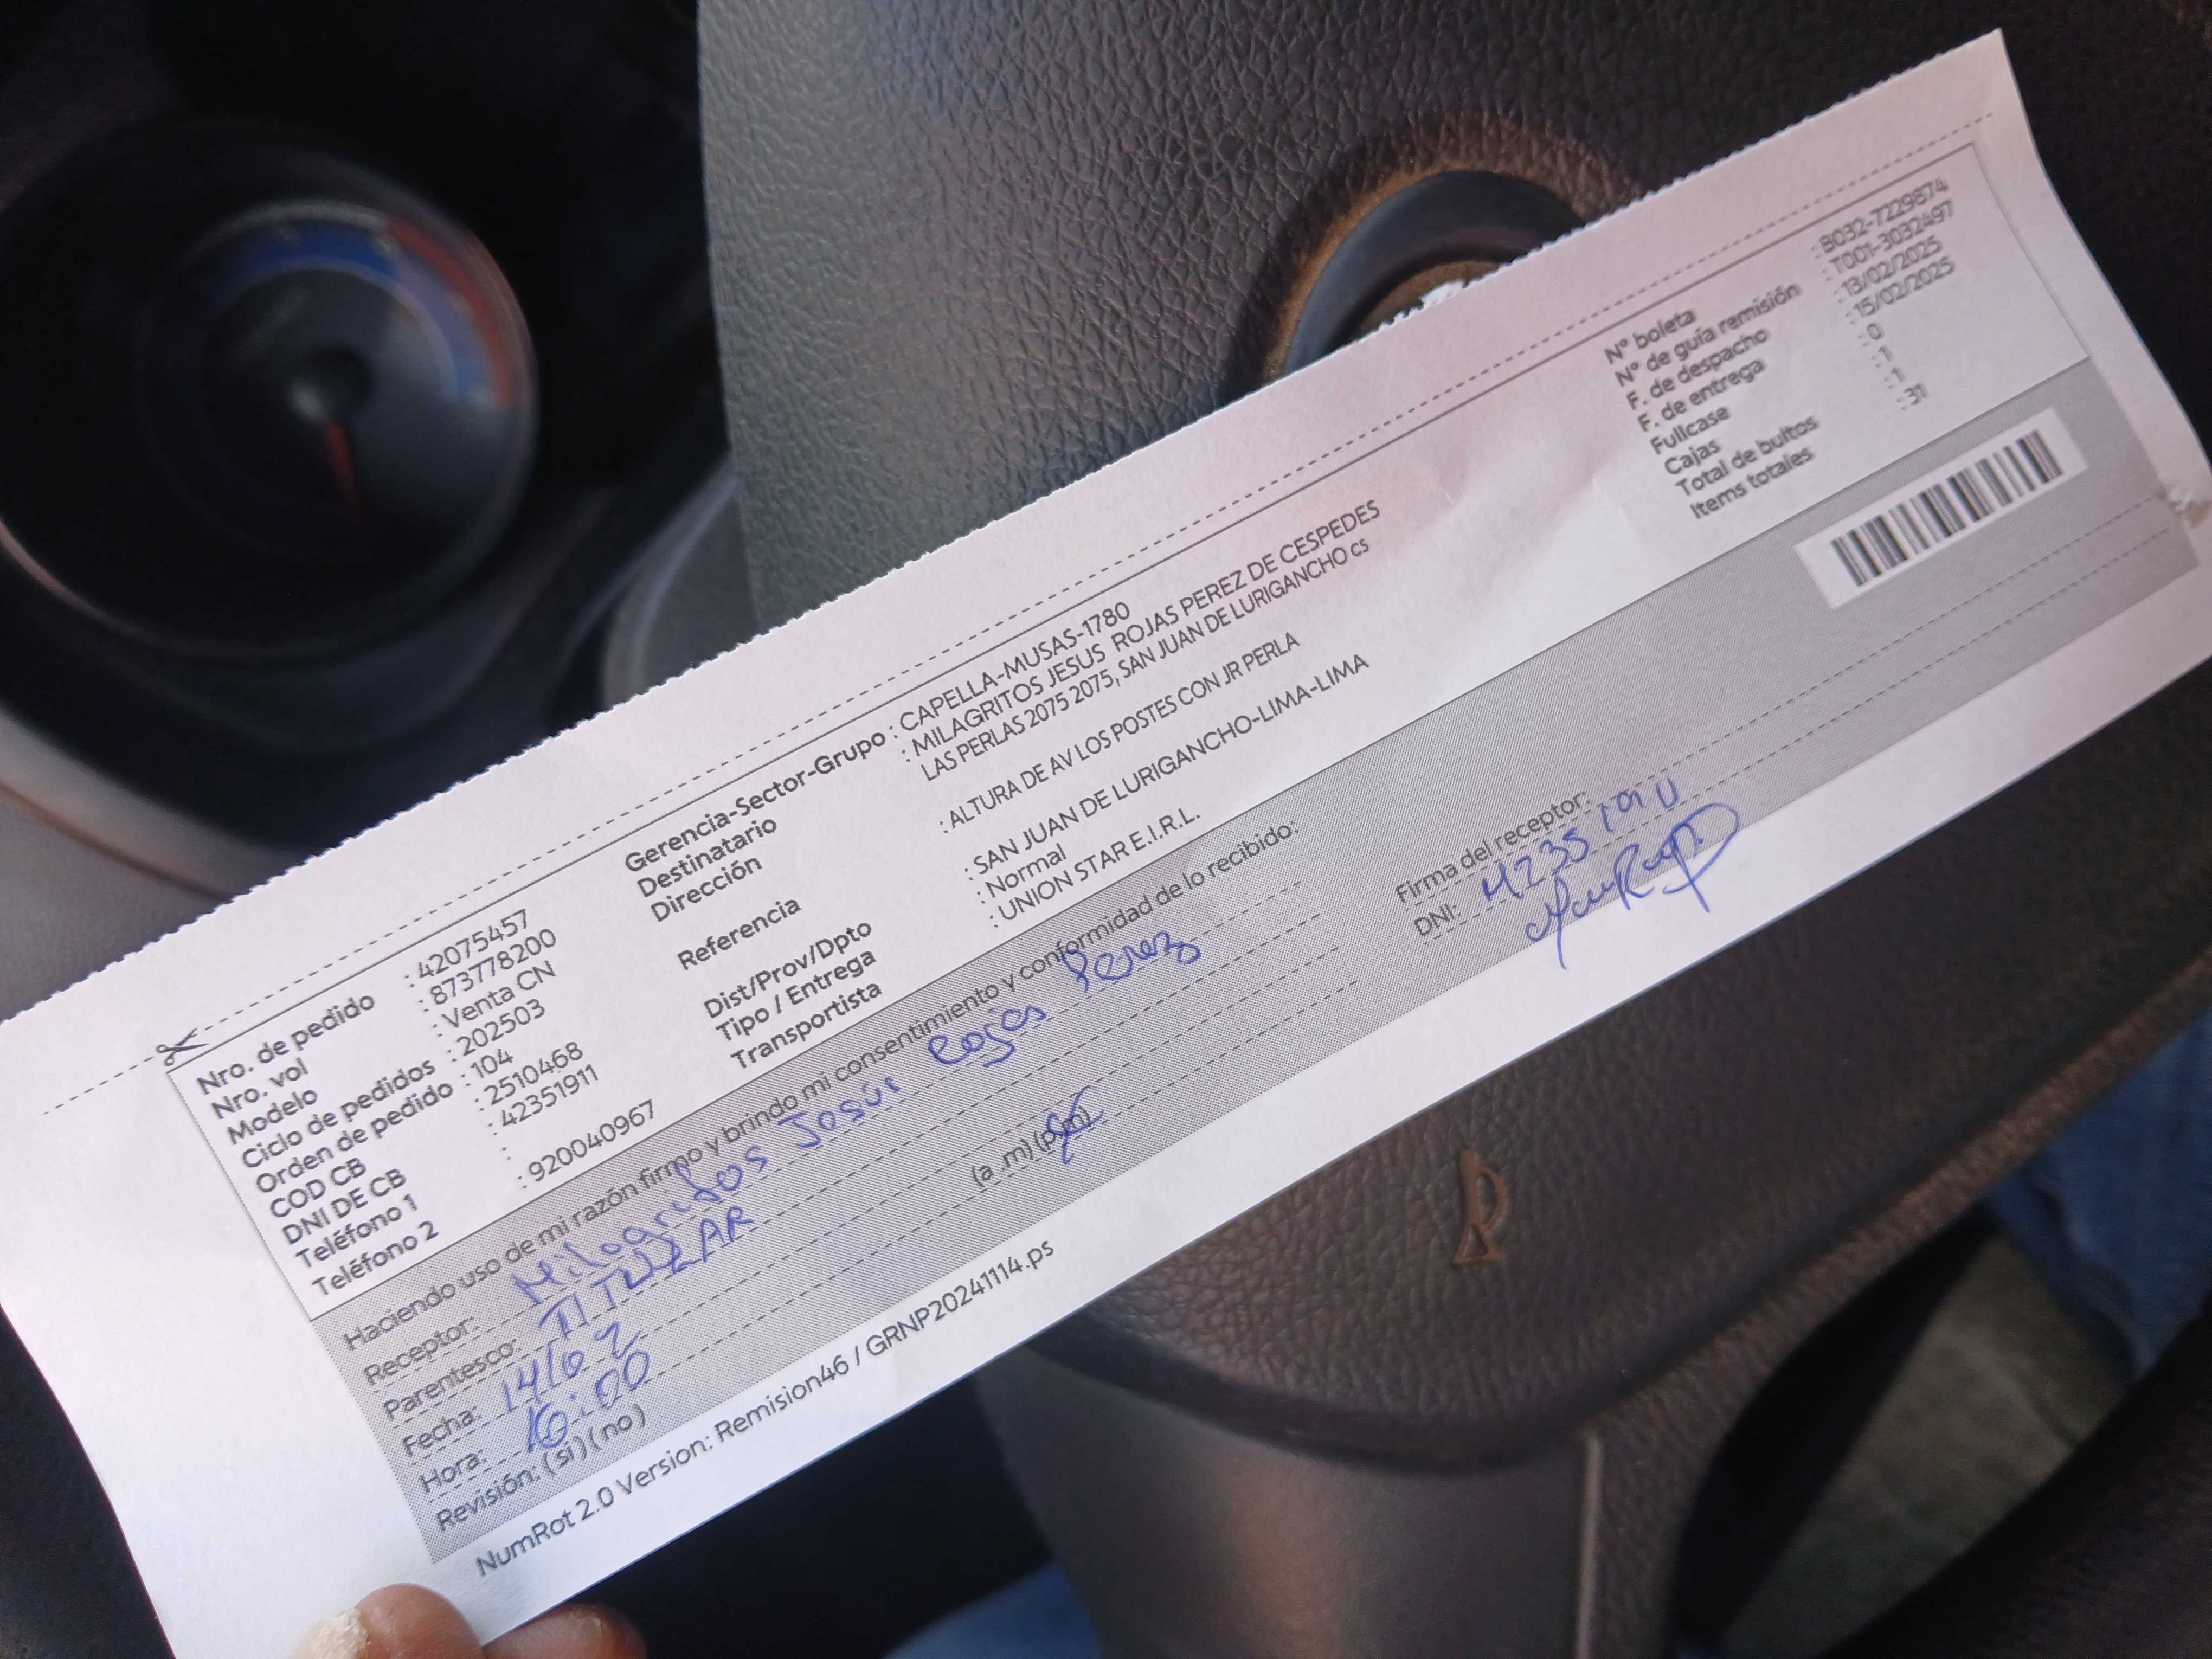 Nro. de pedido : 42075457
Nro. vol : 873778200
Modelo : Venta CN
Ciclo de pedidos : 202503
Orden de pedido : 104
COD CB : 2510468
DNI DE CB : 42351911
Teléfono 1 :
Teléfono 2 : 920040967
Gerencia-Sector-Grupo : CAPELLA-MUSAS-1780
Destinatario : MILAGRITOS JESUS ROJAS PEREZ DE CESPEDES
Dirección LAS PERLAS 2075 2075, SAN JUAN DE LURIGANCHO cs
Referencia : ALTURA DE AV LOS POSTES CON JR PERLA
Dist/Prov/Dpto : SAN JUAN DE LURIGANCHO-LIMA-LIMA
Tipo / Entrega : Normal
Transportista : UNION STAR E.I.R.L.
N° boleta : B032-7229874
N° de guía remisión : T001-3032497
F. de despacho : 13/02/2025
F. de entrega : 15/02/2025
Fullcase : 0
Cajas : 1
Total de bultos : 1
Items totales : 31
Haciendo uso de mi razón firmo y brindo mi consentimiento y conformidad de lo recibido:
Receptor: Milagritos Jesús Rojas Perez
Parentesco: TITULAR
Fecha: 14/02
Hora: 16:00 (a .m) (p.m)
Revisión: ( si ) ( no )
Firma del receptor:
DNI: 42351911
NumRot 2.0 Version: Remision46 / GRNP20241114.ps